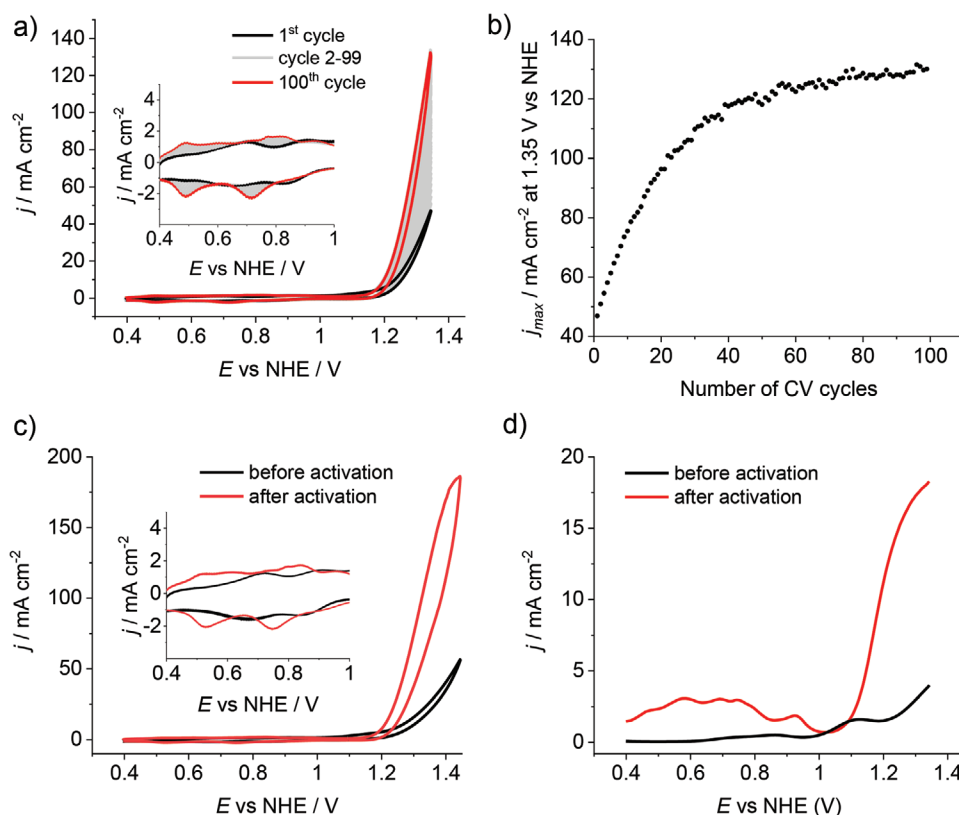 a)
1st cycle
cycle 2-99
100th cycle
j / mA cm-2
140
120
100
80
60
40
20
0
0.4 0.6 0.8 1 1.2 1.4
E vs NHE / V
j / mA cm-2
4
2
0
-2
0.4 0.6 0.8 1
E vs NHE / V
b)
jmax / mA cm-2 at 1.35 V vs NHE
140
120
100
80
60
40
0 20 40 60 80 100
Number of CV cycles
c)
before activation
after activation
j / mA cm-2
200
150
100
50
0
0.4 0.6 0.8 1 1.2 1.4
E vs NHE / V
j / mA cm-2
4
2
0
-2
0.4 0.6 0.8 1
E vs NHE / V
d)
before activation
after activation
j / mA cm-2
20
15
10
5
0
0.4 0.6 0.8 1 1.2 1.4
E vs NHE (V)